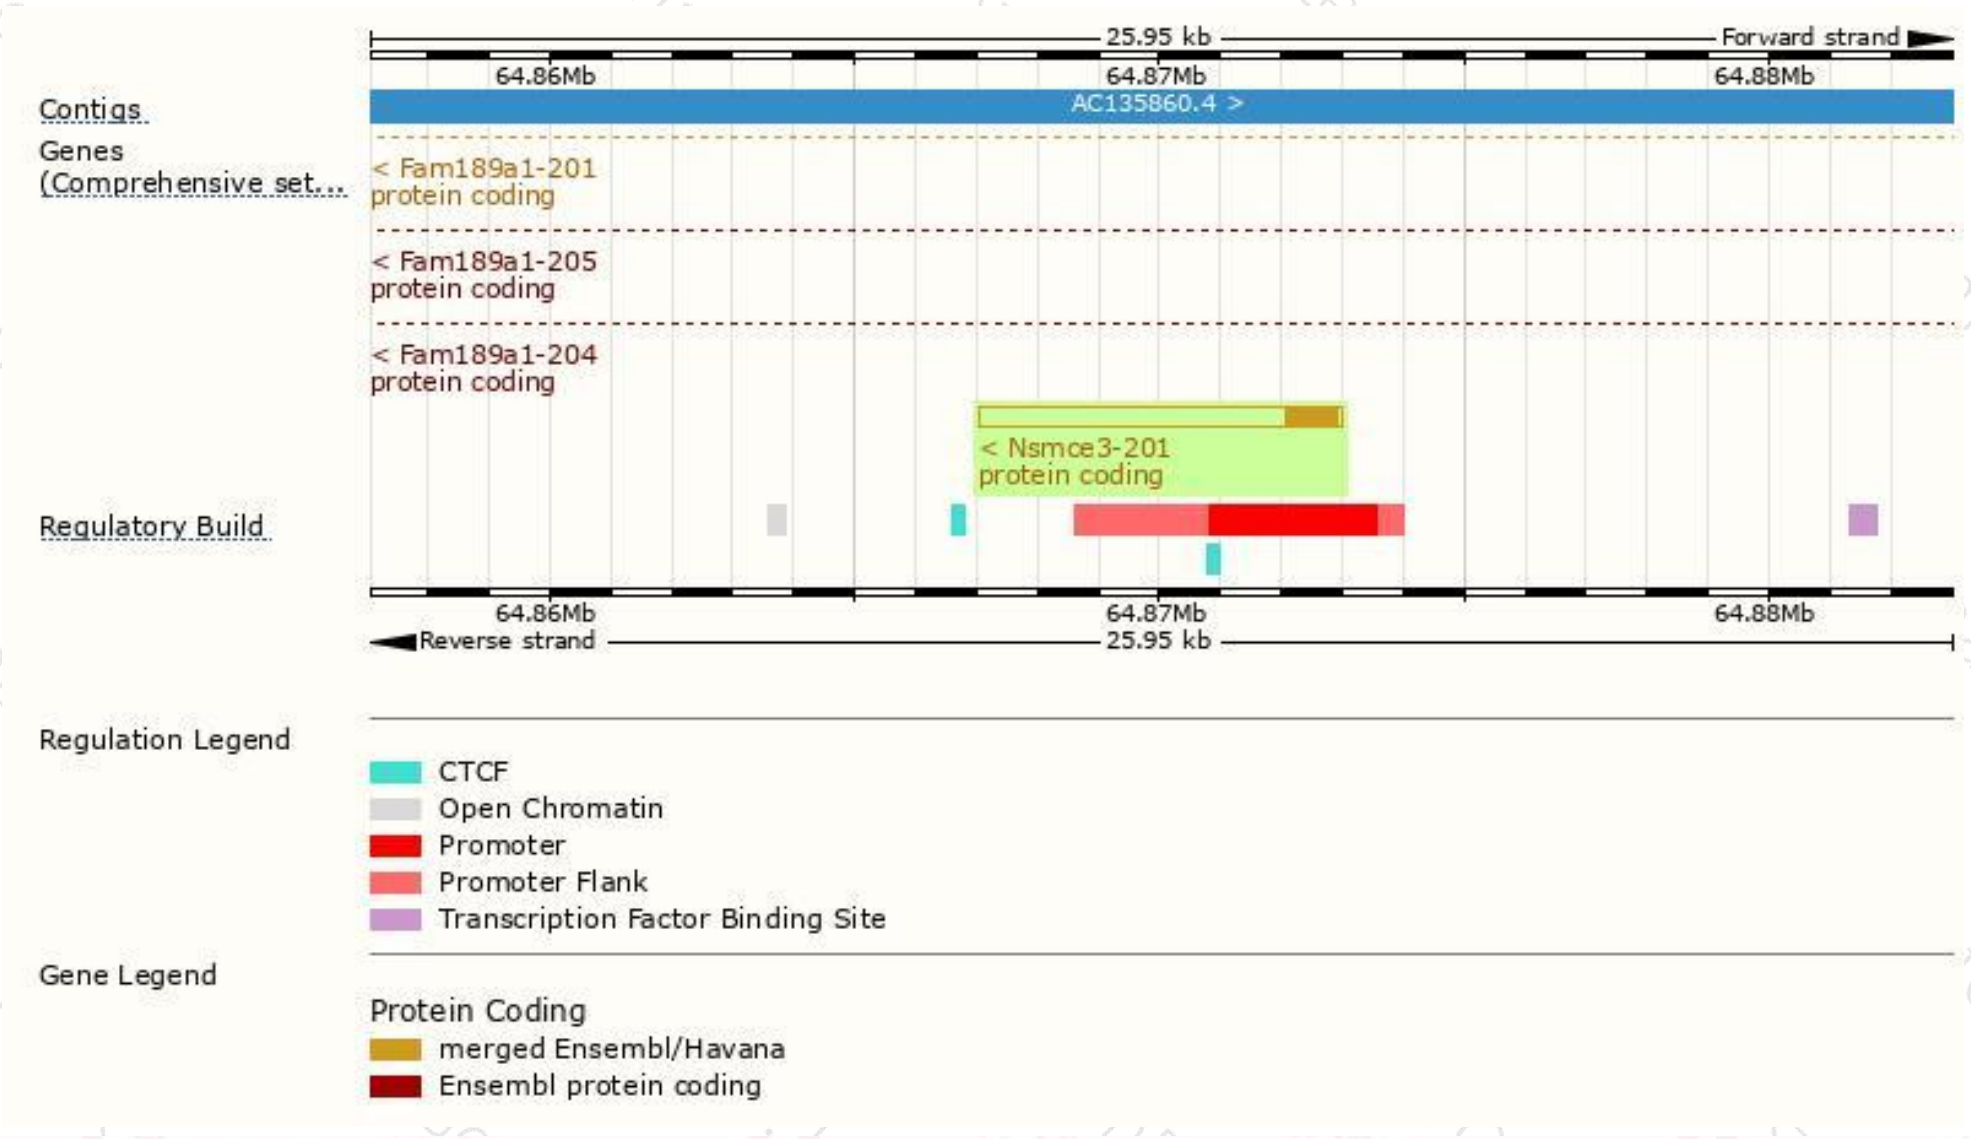 25.95 kb
Forward strand
64.86Mb 64.87Mb 64.88Mb
Contigs
AC135860.4 >
Genes
(Comprehensive set...
< Fam189a1-201
protein coding
< Fam189a1-205
protein coding
< Fam189a1-204
protein coding
< Nsmce3-201
protein coding
Regulatory Build
64.86Mb 64.87Mb 64.88Mb
Reverse strand
25.95 kb
Regulation Legend
CTCF
Open Chromatin
Promoter
Promoter Flank
Transcription Factor Binding Site
Gene Legend
Protein Coding
merged Ensembl/Havana
Ensembl protein coding